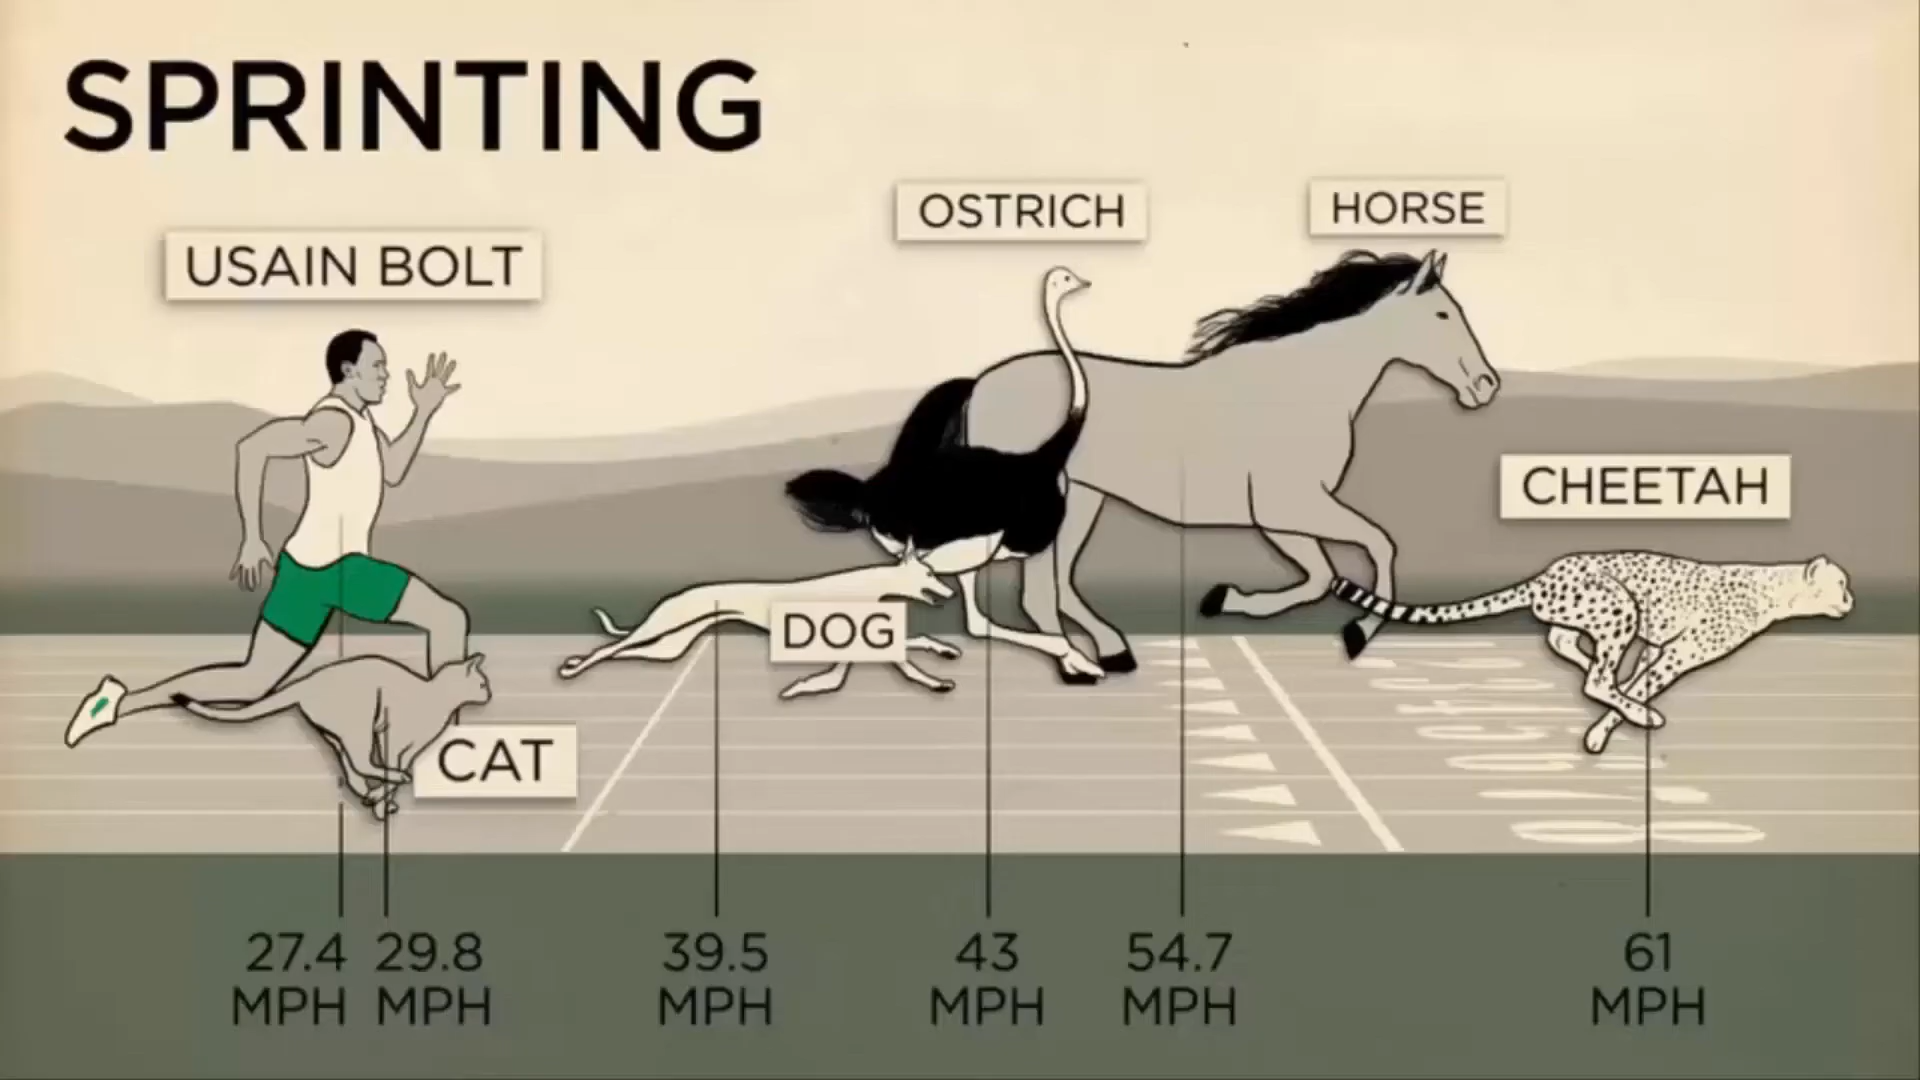 SPRINTING
OSTRICH
HORSE
USAIN BOLT
CHEETAH
DOG
CAT
27.4 MPH
29.8 MPH
39.5 MPH
43 MPH
54.7 MPH
61 MPH